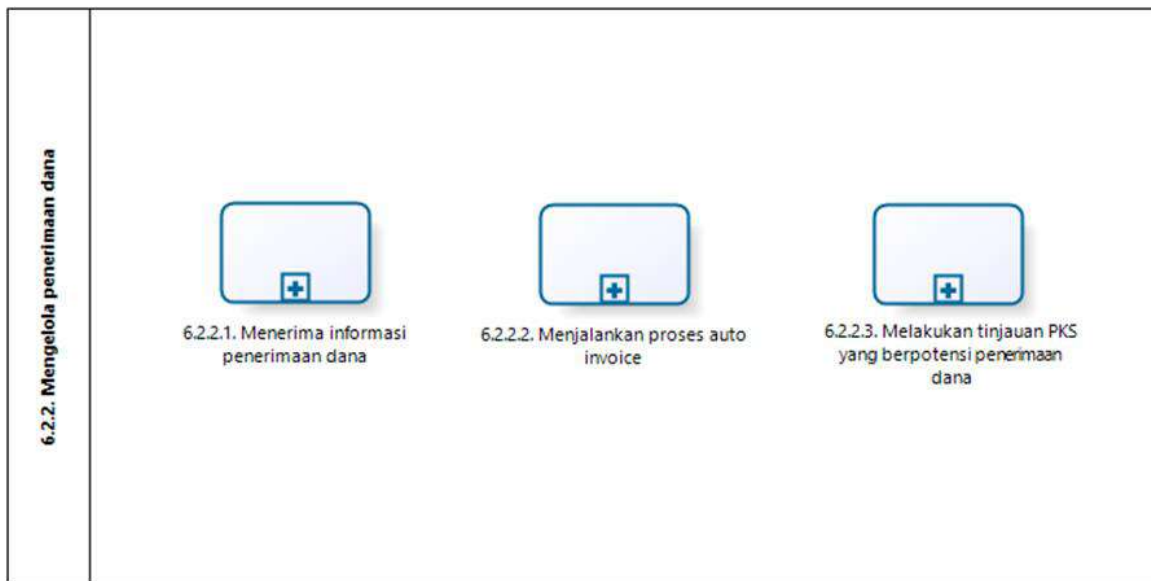 6.2.2. Mengelola penerimaan dana
6.2.2.1. Menerima informasi
penerimaan dana
6.2.2.2. Menjalankan proses auto
invoice
6.2.2.3. Melakukan tinjauan PKS
yang berpotensi penerimaan
dana